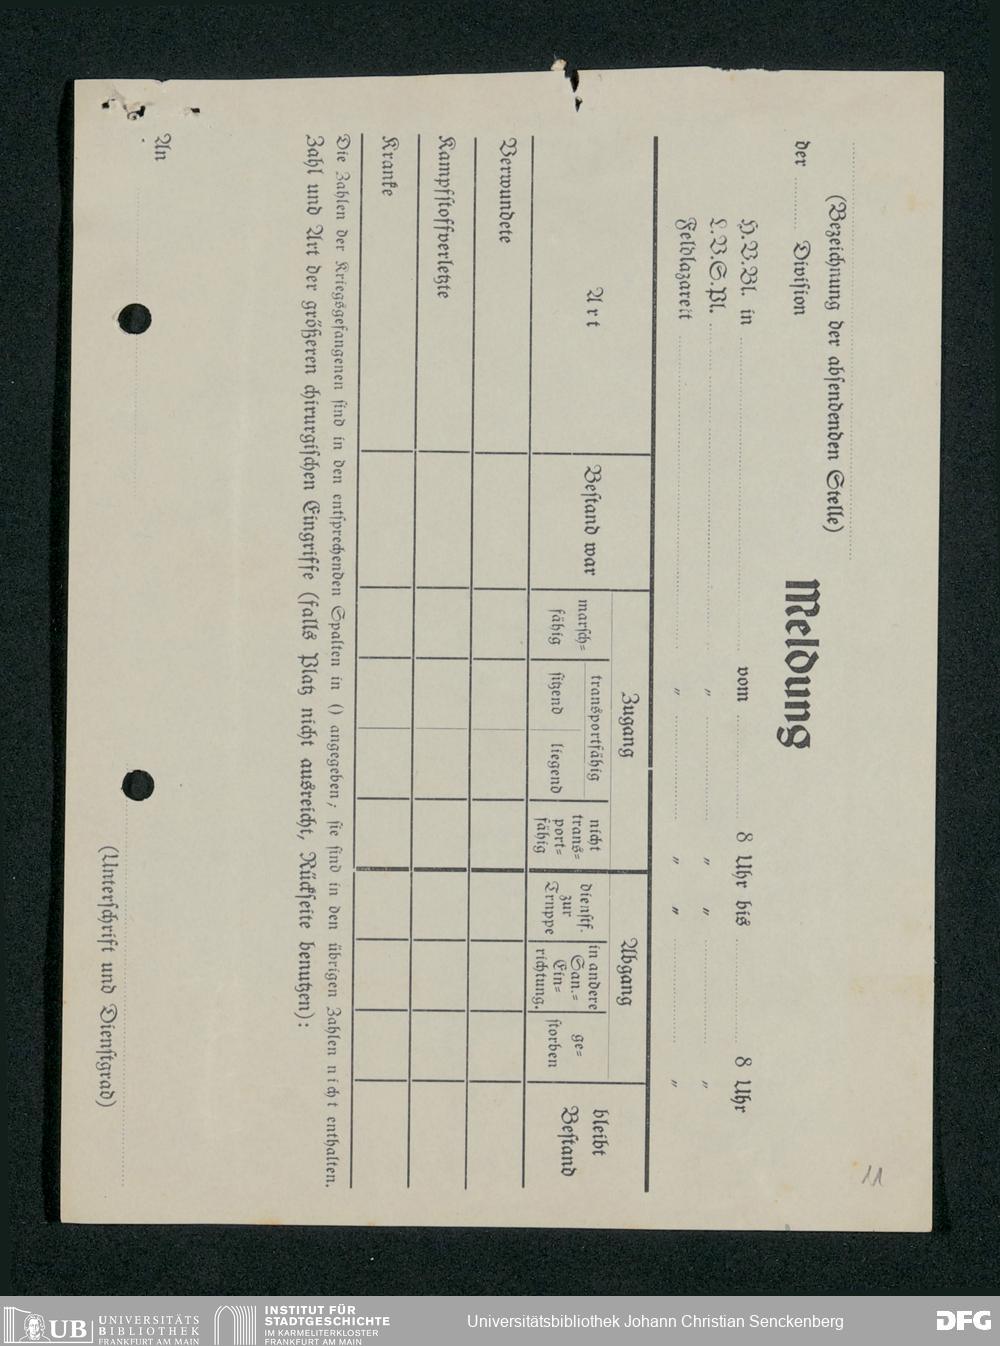 (Bezeichnung der absendenden Stelle)
der Division
Meldung
H.V.Bl. in vom 8 Uhr bis 8 Uhr
L.V.S.Pl. " " " "
Feldlazarett " " " "
Art
Bestand war
Zugang
marsch=
fähig
transportfähig
sitzend
liegend
nicht
trans=
port=
fähig
Abgang
dienstf.
zur
Truppe
in andere
San.=
Ein=
richtung.
ge=
storben
bleibt
Bestand
Verwundete
Kampfstoffverletzte
Kranke
Die Zahlen der Kriegsgefangenen sind in den entsprechenden Spalten in () angegeben; sie sind in den übrigen Zahlen nicht enthalten.
Zahl und Art der größeren chirurgischen Eingriffe (falls Platz nicht ausreicht, Rückseite benutzen):
An
(Unterschrift und Dienstgrad)
11
UB
UNIVERSITÄTS
BIBLIOTHEK
FRANKFURT AM MAIN
INSTITUT FÜR
STADTGESCHICHTE
IM KARMELITERKLOSTER
FRANKFURT AM MAIN
Universitätsbibliothek Johann Christian Senckenberg
DFG